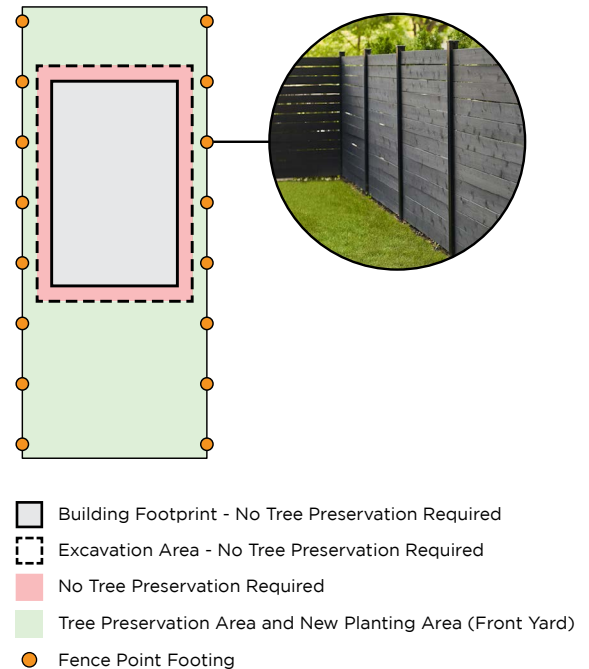 Building Footprint - No Tree Preservation Required
Excavation Area - No Tree Preservation Required
No Tree Preservation Required
Tree Preservation Area and New Planting Area (Front Yard)
Fence Point Footing